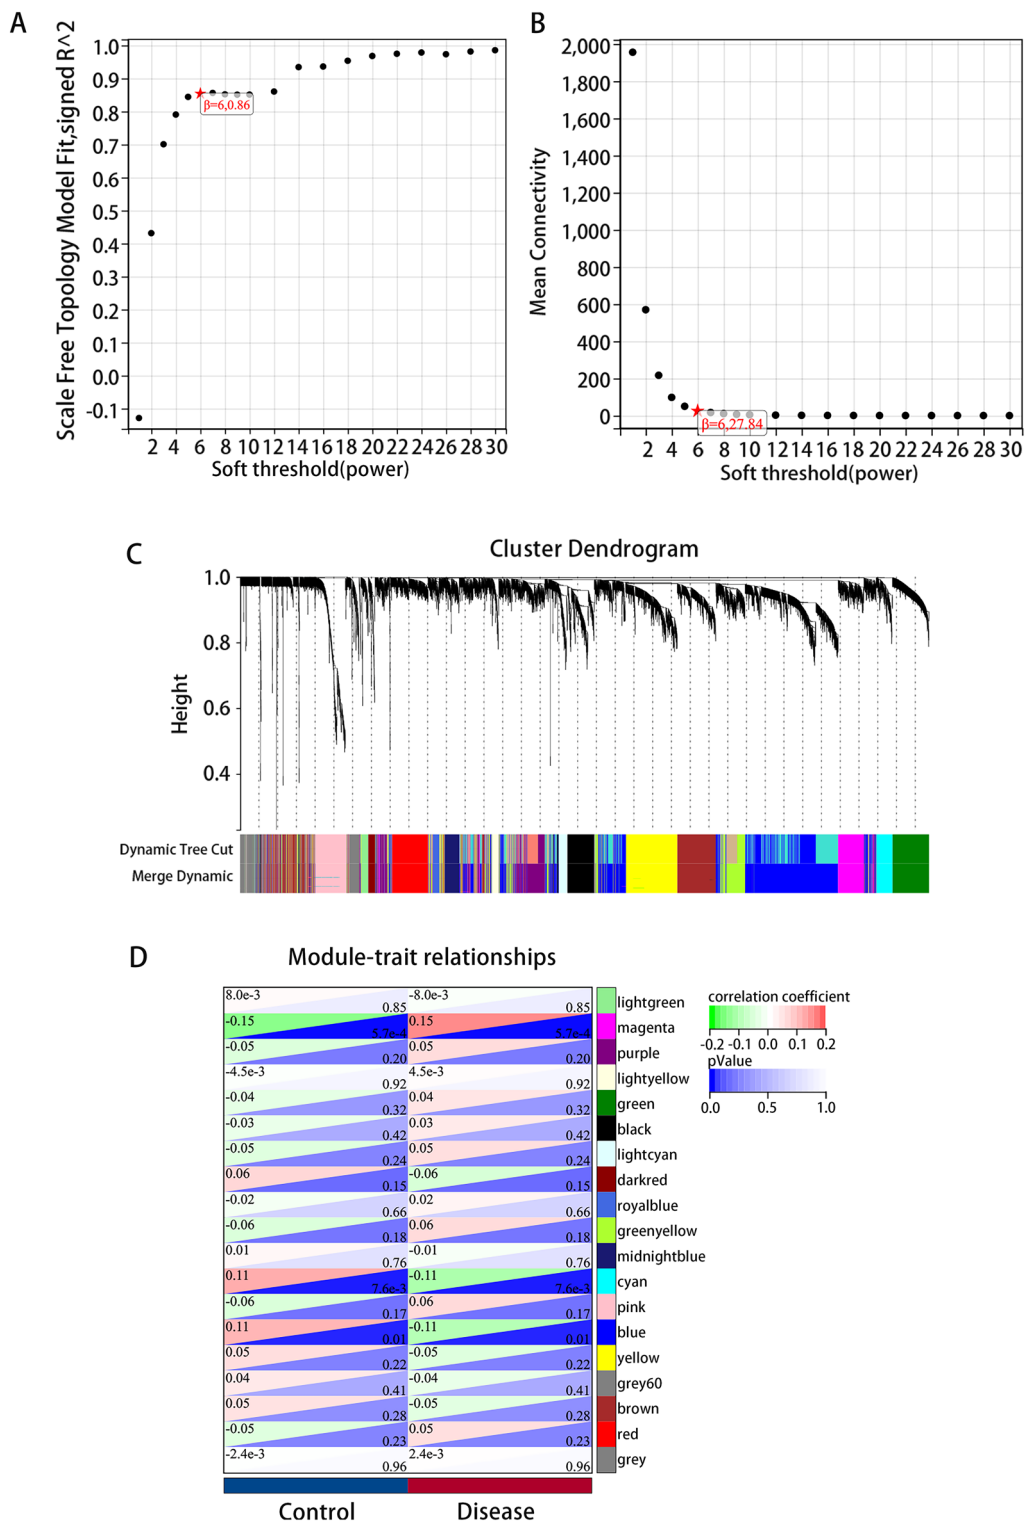 A
Scale Free Topology Model Fit,signed R^2
1.0
0.9
0.8
0.7
0.6
0.5
0.4
0.3
0.2
0.1
0.0
-0.1
β=6,0.86
2 4 6 8 10 12 14 16 18 20 22 24 26 28 30
Soft threshold(power)
B
Mean Connectivity
2,000
1,800
1,600
1,400
1,200
1,000
800
600
400
200
0
β=6,27.84
2 4 6 8 10 12 14 16 18 20 22 24 26 28 30
Soft threshold(power)
C
Cluster Dendrogram
Height
1.0
0.8
0.6
0.4
Dynamic Tree Cut
Merge Dynamic
D
Module-trait relationships
8.0e-3 0.85 -8.0e-3 0.85 lightgreen
-0.15 5.7e-4 0.15 5.7e-4 magenta
-0.05 0.20 0.05 0.20 purple
-4.5e-3 0.92 4.5e-3 0.92 lightyellow
-0.04 0.32 0.04 0.32 green
-0.03 0.42 0.03 0.42 black
-0.05 0.24 0.05 0.24 lightcyan
0.06 0.15 -0.06 0.15 darkred
-0.02 0.66 0.02 0.66 royalblue
-0.06 0.18 0.06 0.18 greenyellow
0.01 0.76 -0.01 0.76 midnightblue
0.11 7.6e-3 -0.11 7.6e-3 cyan
-0.06 0.17 0.06 0.17 pink
0.11 0.01 -0.11 0.01 blue
0.05 0.22 -0.05 0.22 yellow
0.04 0.41 -0.04 0.41 grey60
0.05 0.28 -0.05 0.28 brown
-0.05 0.23 0.05 0.23 red
-2.4e-3 0.96 2.4e-3 0.96 grey
Control Disease
correlation coefficient
-0.2 -0.1 0.0 0.1 0.2
pValue
0.0 0.5 1.0